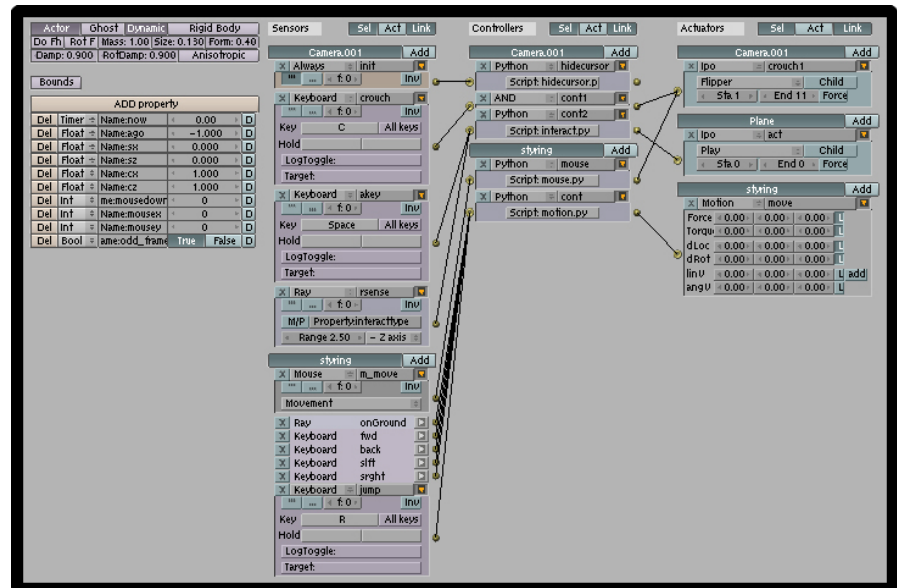 Actor Ghost Dynamic Rigid Body
Do Fh Rot F Mass: 1.00 Size: 0.130 Form: 0.40
Damp: 0.900 RotDamp: 0.900 Anisotropic
Bounds
ADD property
Del Timer Name:now 0.00 D
Del Float Name:ago -1.000 D
Del Float Name:sx 0.000 D
Del Float Name:sz 0.000 D
Del Float Name:cx 1.000 D
Del Float Name:cz 1.000 D
Del Int me:mousedowr 0 D
Del Int Name:mousex 0 D
Del Int Name:mousey 0 D
Del Bool ame:odd_frame True False D
Sensors Sel Act Link
Camera.001 Add
X Always init
''' ... f: 0 Inv
X Keyboard crouch
''' ... f: 0 Inv
Key C All keys
Hold
LogToggle:
Target:
X Keyboard akey
''' ... f: 0 Inv
Key Space All keys
Hold
LogToggle:
Target:
X Ray rsense
''' ... f: 0 Inv
M/P Property:interacttype
Range 2.50 - Z axis
styring Add
X Mouse m_move
''' ... f: 0 Inv
Movement
X Ray onGround
X Keyboard fwd
X Keyboard back
X Keyboard slft
X Keyboard srght
X Keyboard jump
''' ... f: 0 Inv
Key R All keys
Hold
LogToggle:
Target:
Controllers Sel Act Link
Camera.001 Add
X Python hidecursor
Script: hidecursor.p
X AND cont1
X Python cont2
Script: interact.py
styring Add
X Python mouse
Script: mouse.py
X Python cont
Script: motion.py
Actuators Sel Act Link
Camera.001 Add
X Ipo crouch1
Flipper Child
Sta 1 End 11 Force
Plane Add
X Ipo act
Play Child
Sta 0 End 0 Force
styring Add
X Motion move
Force 0.00 0.00 0.00 L
Torqu 0.00 0.00 0.00 L
dLoc 0.00 0.00 0.00 L
dRot 0.00 0.00 0.00 L
linV 0.00 0.00 0.00 L add
angV 0.00 0.00 0.00 L